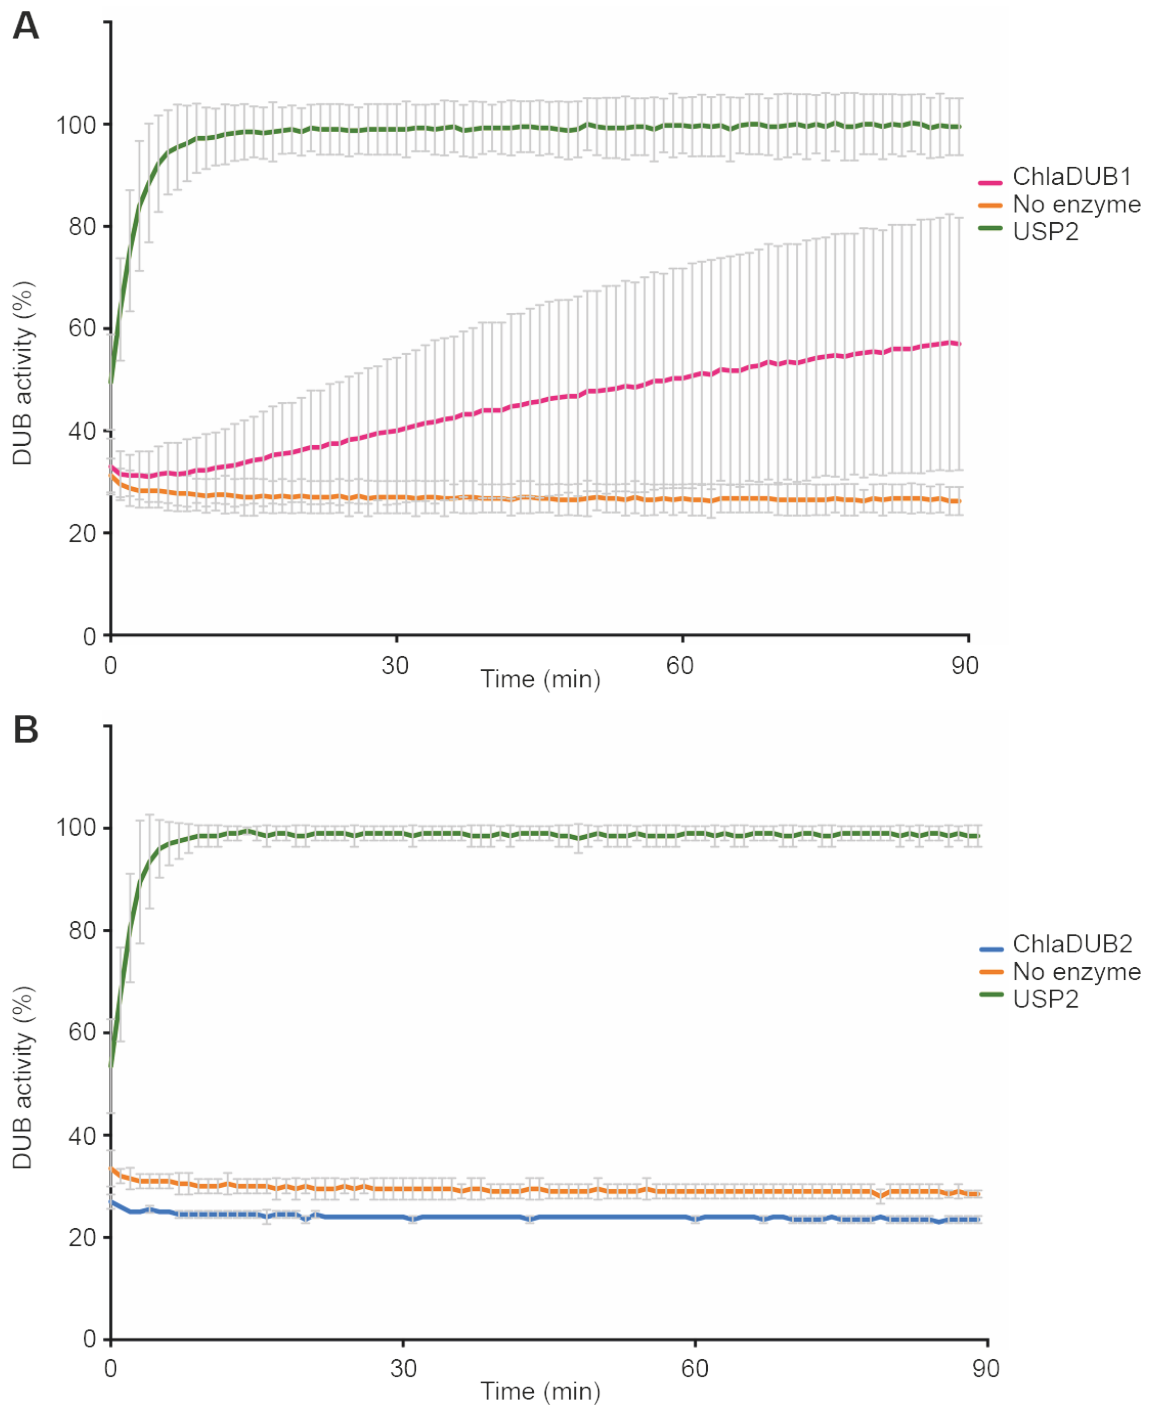 A
100
80
60
40
20
0
DUB activity (%)
0 30 60 90
Time (min)
ChlaDUB1
No enzyme
USP2
B
100
80
60
40
20
0
DUB activity (%)
0 30 60 90
Time (min)
ChlaDUB2
No enzyme
USP2